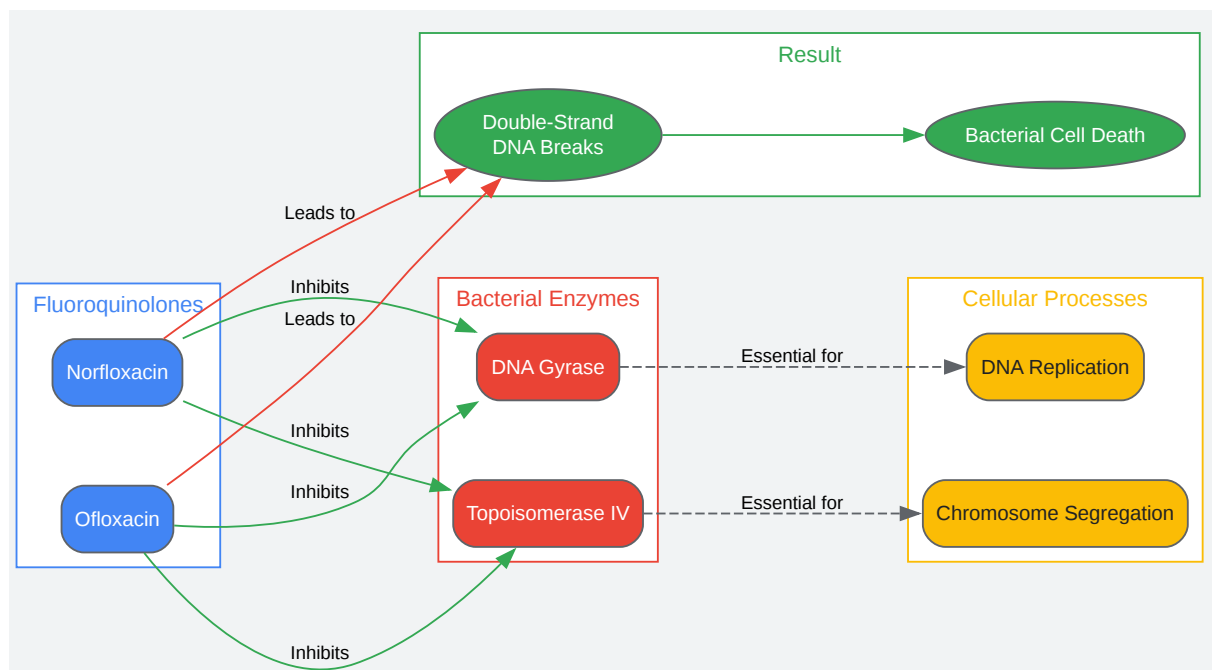 Result
Double-Strand
DNA Breaks
Bacterial Cell Death
Leads to
Inhibits
Fluoroquinolones
Bacterial Enzymes
Cellular Processes
Leads to
Norfloxacin
DNA Gyrase
Essential for
DNA Replication
Inhibits
Inhibits
Ofloxacin
Topoisomerase IV
Essential for
Chromosome Segregation
Inhibits